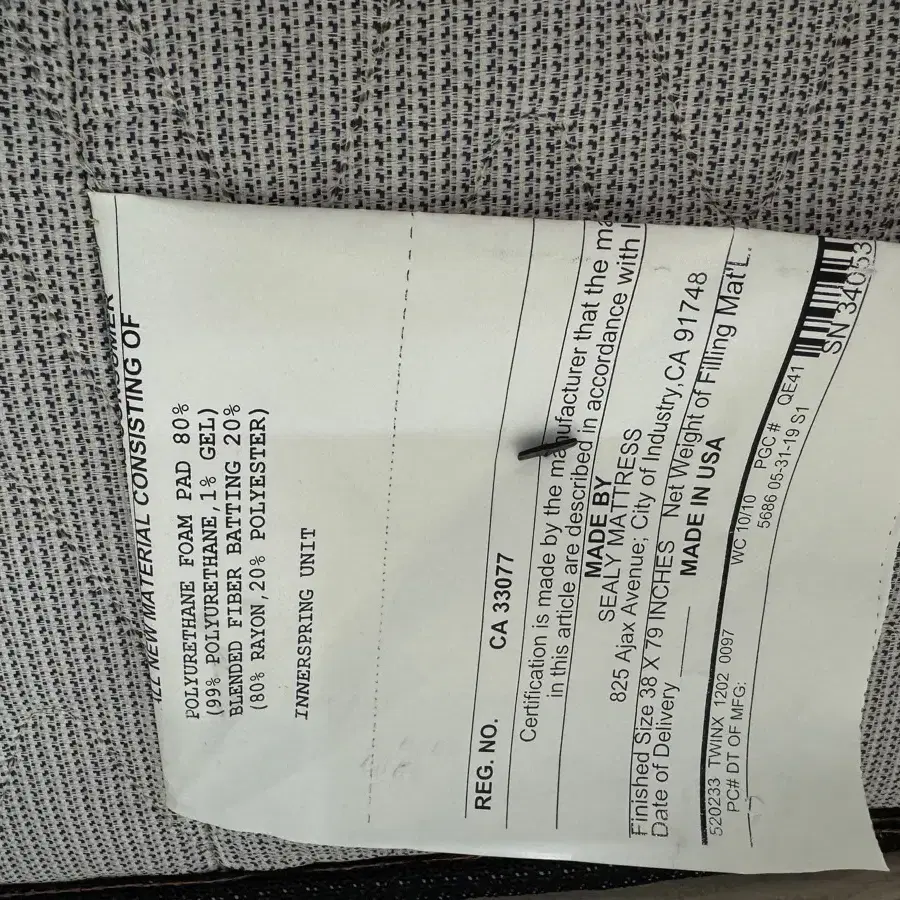 ALL NEW MATERIAL CONSISTING OF
POLYURETHANE FOAM PAD 80%
(99% POLYURETHANE,1% GEL)
BLENDED FIBER BATTING 20%
(80% RAYON,20% POLYESTER)
INNERSPRING UNIT
REG. NO. CA 33077
Certification is made by the manufacturer that the
in this article are described in accordance with
MADE BY
SEALY MATTRESS
825 Ajax Avenue; City of Industry,CA 91748
Finished Size 38 X 79 INCHES Net Weight of Filling Mat'L.
Date of Delivery
MADE IN USA
520233 TWINX 1202 0097 WC 10/10 PGC# QE41
PC# DT OF MFG: 5686 05-31-19 S1
SN 34053